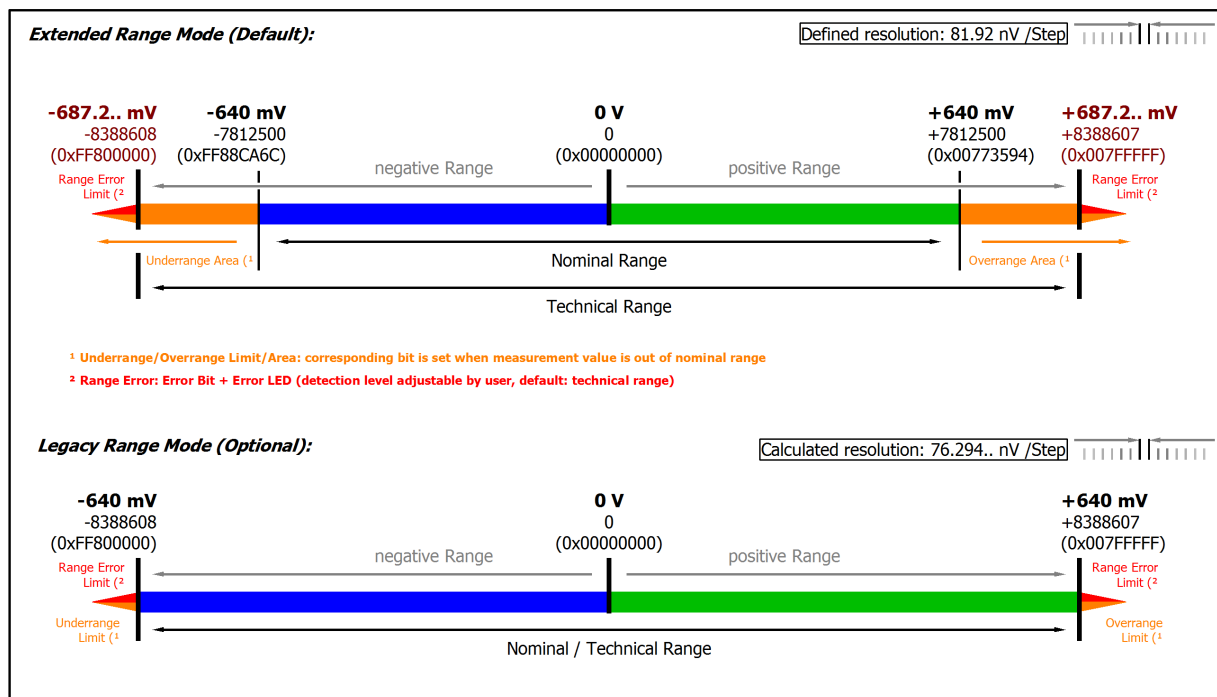 Extended Range Mode (Default):
Defined resolution: 81.92 nV /Step
-687.2.. mV
-8388608
(0xFF800000)
-640 mV
-7812500
(0xFF88CA6C)
0 V
0
(0x00000000)
+640 mV
+7812500
(0x00773594)
+687.2.. mV
+8388607
(0x007FFFFF)
negative Range
positive Range
Range Error
Limit (²
Range Error
Limit (²
Underrange Area (¹
Nominal Range
Overrange Area (¹
Technical Range
¹ Underrange/Overrange Limit/Area: corresponding bit is set when measurement value is out of nominal range
² Range Error: Error Bit + Error LED (detection level adjustable by user, default: technical range)
Legacy Range Mode (Optional):
Calculated resolution: 76.294.. nV /Step
-640 mV
-8388608
(0xFF800000)
0 V
0
(0x00000000)
+640 mV
+8388607
(0x007FFFFF)
negative Range
positive Range
Range Error
Limit (²
Range Error
Limit (²
Underrange
Limit (¹
Overrange
Limit (¹
Nominal / Technical Range